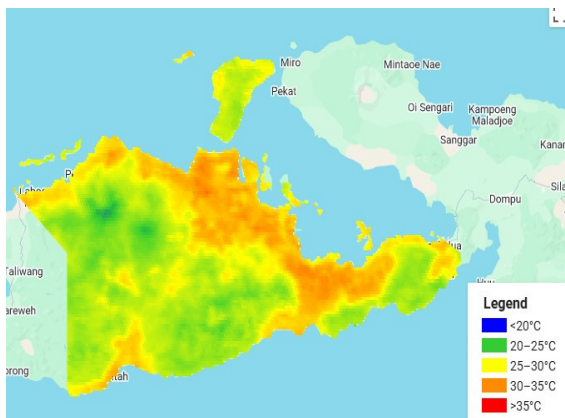 Miro
Mintaoe Nae
Pekat
Oi Sengari
Kampoeng
Maladjoe
Sanggar
Kanan
Sila
Dompu
Taliwang
Legend
<20°C
20–25°C
25–30°C
30–35°C
>35°C